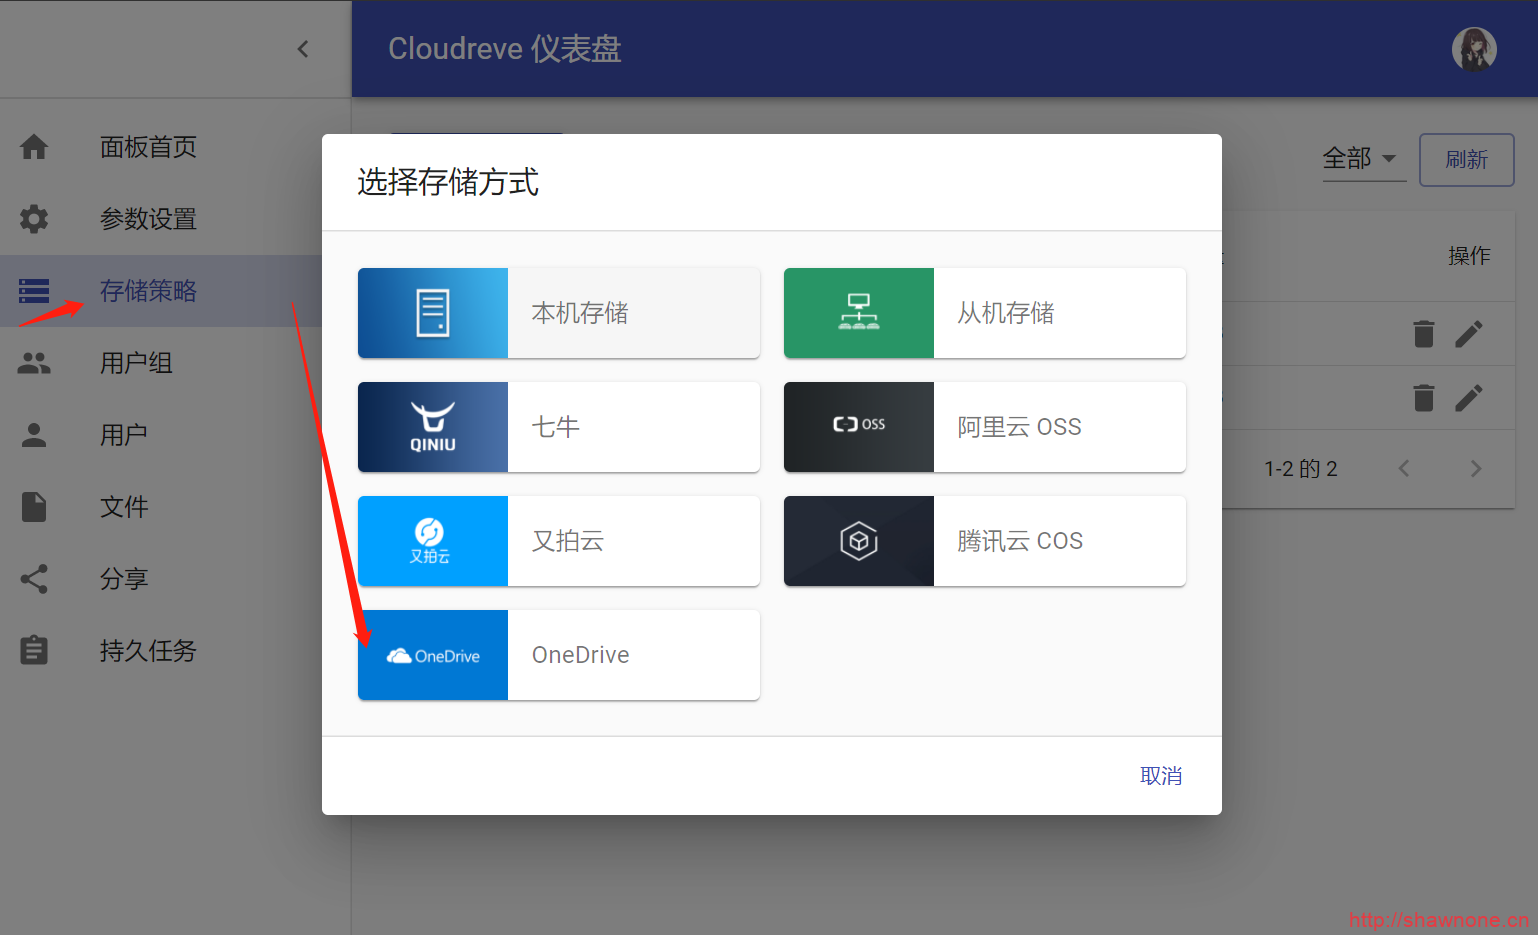 Cloudreve 仪表盘
面板首页
参数设置
存储策略
用户组
用户
文件
分享
持久任务
全部
刷新
操作
1-2 的 2
选择存储方式
本机存储
从机存储
QINIU
七牛
OSS
阿里云 OSS
又拍云
又拍云
腾讯云 COS
OneDrive
OneDrive
取消
http://shawnone.cn